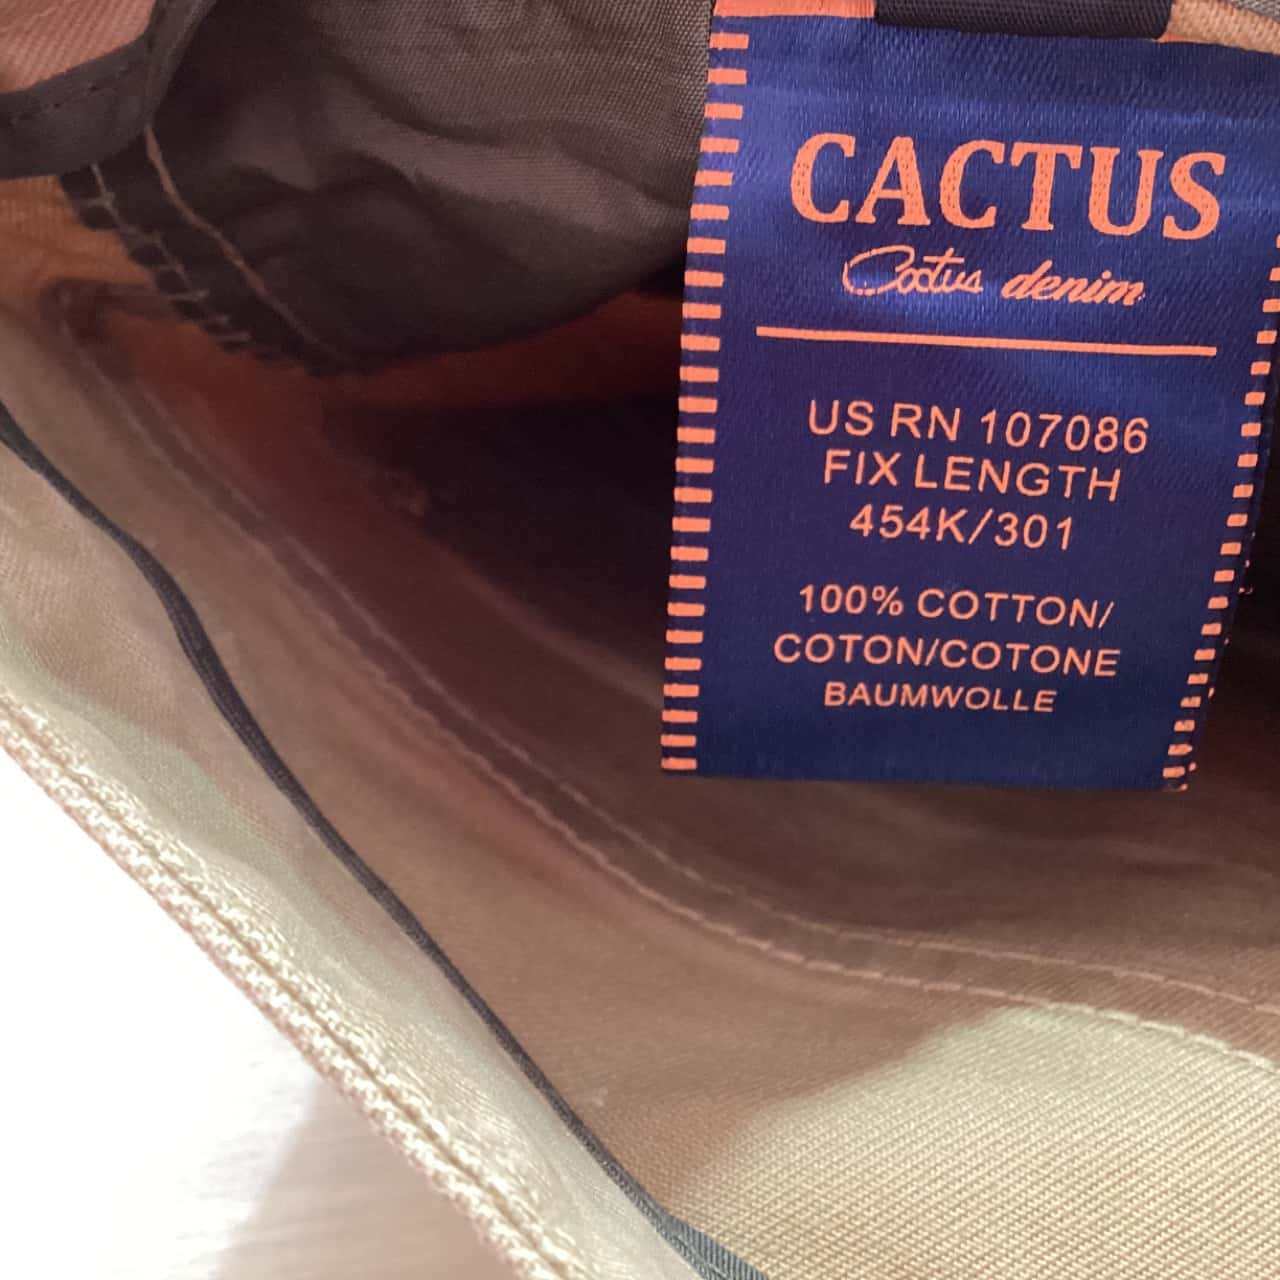 CACTUS
Cactus denim
US RN 107086
FIX LENGTH
454K/301
100% COTTON/
COTON/COTONE
BAUMWOLLE